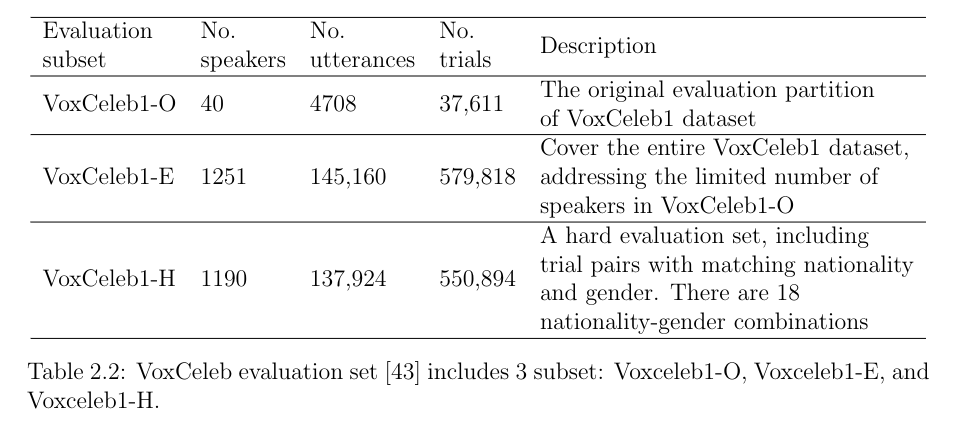 Evaluation subset No. speakers No. utterances No. trials Description
VoxCeleb1-O 40 4708 37,611 The original evaluation partition
of VoxCeleb1 dataset
VoxCeleb1-E 1251 145,160 579,818 Cover the entire VoxCeleb1 dataset,
addressing the limited number of
speakers in VoxCeleb1-O
VoxCeleb1-H 1190 137,924 550,894 A hard evaluation set, including
trial pairs with matching nationality
and gender. There are 18
nationality-gender combinations
Table 2.2: VoxCeleb evaluation set [43] includes 3 subset: Voxceleb1-O, Voxceleb1-E, and
Voxceleb1-H.